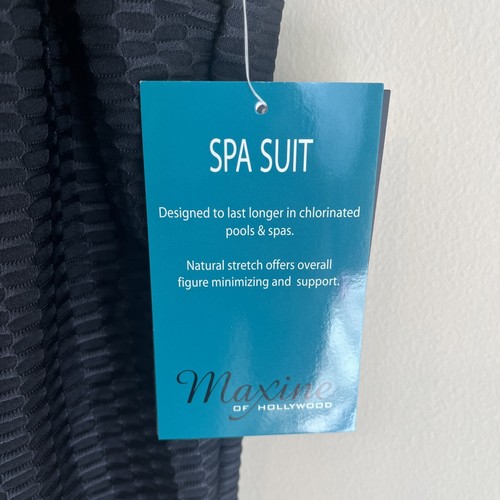 SPA SUIT
Designed to last longer in chlorinated
pools & spas.
Natural stretch offers overall
figure minimizing and support.
Maxine
OF HOLLYWOOD